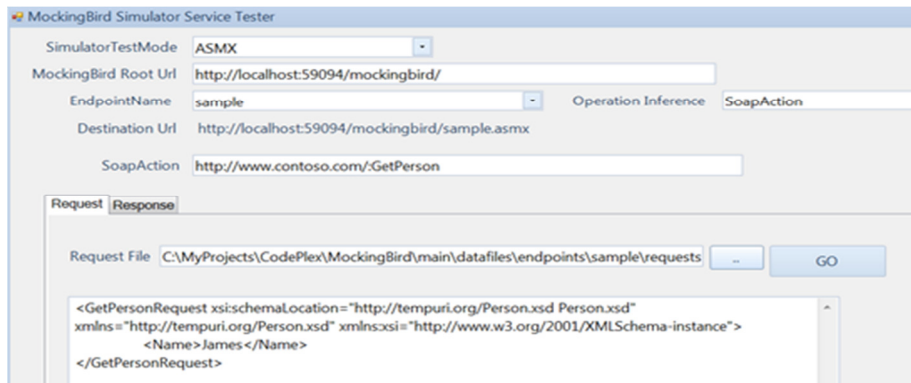 MockingBird Simulator Service Tester
SimulatorTestMode ASMX
MockingBird Root Url http://localhost:59094/mockingbird/
EndpointName sample Operation Inference SoapAction
Destination Url http://localhost:59094/mockingbird/sample.asmx
SoapAction http://www.contoso.com/:GetPerson
Request Response
Request File C:\MyProjects\CodePlex\MockingBird\main\datafiles\endpoints\sample\requests .. GO
<GetPersonRequest xsi:schemaLocation="http://tempuri.org/Person.xsd Person.xsd"
xmlns="http://tempuri.org/Person.xsd" xmlns:xsi="http://www.w3.org/2001/XMLSchema-instance">
<Name>James</Name>
</GetPersonRequest>